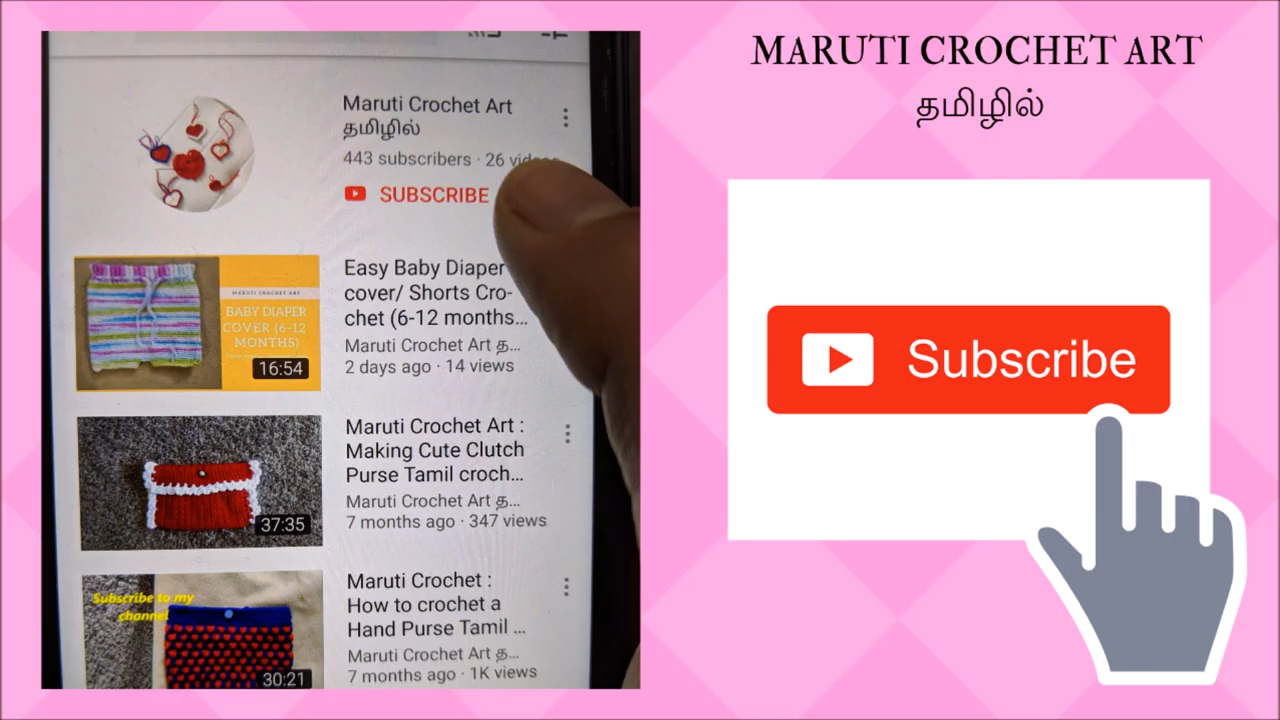 Maruti Crochet Art
தமிழில்
443 subscribers · 26
SUBSCRIBE
MARUTI CROCHET ART
BABY DIAPER
COVER (6-12
MONTHS)
16:54
Easy Baby Diaper
cover/ Shorts Cro-
chet (6-12 months...
Maruti Crochet Art த...
2 days ago · 14 views
37:35
Maruti Crochet Art :
Making Cute Clutch
Purse Tamil croch...
Maruti Crochet Art த...
7 months ago · 347 views
Subscribe to my
channel
30:21
Maruti Crochet :
How to crochet a
Hand Purse Tamil ...
Maruti Crochet Art த...
7 months ago · 1K views
MARUTI CROCHET ART
தமிழில்
Subscribe